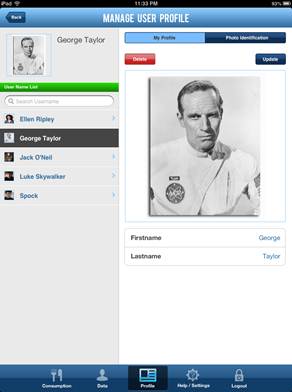 iPad 11:33 PM
Back MANAGE USER PROFILE
George Taylor
My Profile Photo Identification
Delete Update
User Name List
Search Username
Ellen Ripley
George Taylor
Jack O'Neil
Luke Skywalker
Spock
Firstname George
Lastname Taylor
Consumption Data Profile Help / Settings Logout